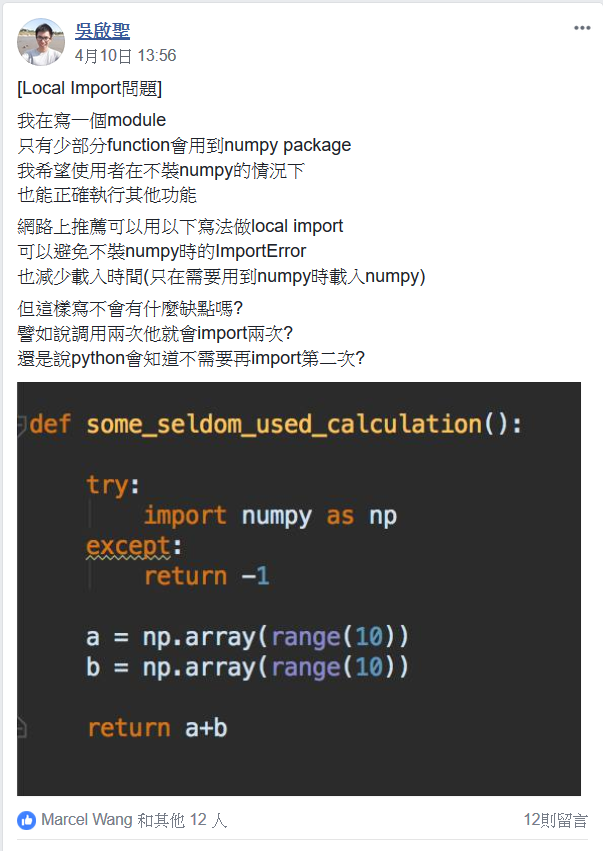 吳啟聖
4月10日 13:56
[Local Import問題]
我在寫一個module
只有少部分function會用到numpy package
我希望使用者在不裝numpy的情況下
也能正確執行其他功能
網路上推薦可以用以下寫法做local import
可以避免不裝numpy時的ImportError
也減少載入時間(只在需要用到numpy時載入numpy)
但這樣寫不會有什麼缺點嗎?
譬如說調用兩次他就會import兩次?
還是說python會知道不需要再import第二次?
def some_seldom_used_calculation():
try:
import numpy as np
except:
return -1
a = np.array(range(10))
b = np.array(range(10))
return a+b
Marcel Wang 和其他 12 人
12則留言